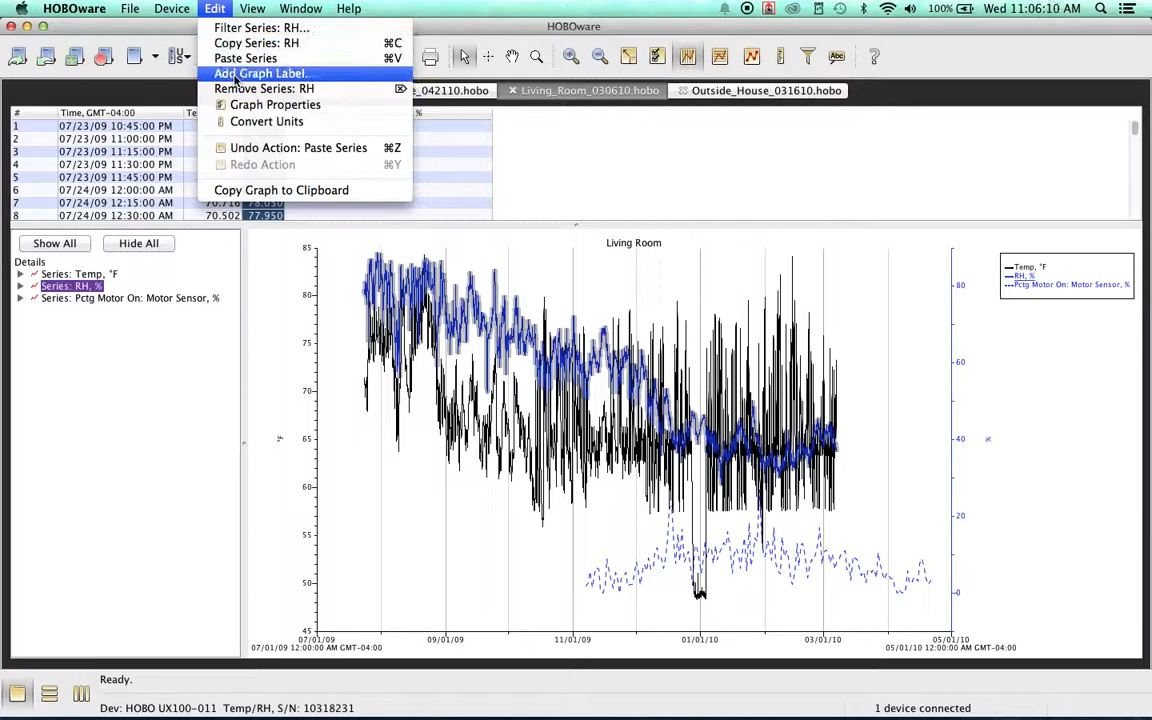 HOBOware File Device Edit View Window Help 100% Wed 11:06:10 AM
HOBOware
Filter Series: RH...
Copy Series: RH ⌘C
Paste Series ⌘V
Add Graph Label...
Remove Series: RH ⌦
Graph Properties
Convert Units
Undo Action: Paste Series ⌘Z
Redo Action ⌘Y
Copy Graph to Clipboard
e_042110.hobo Living_Room_030610.hobo Outside_House_031610.hobo
# Time, GMT-04:00 Te %
1 07/23/09 10:45:00 PM
2 07/23/09 11:00:00 PM
3 07/23/09 11:15:00 PM
4 07/23/09 11:30:00 PM
5 07/23/09 11:45:00 PM
6 07/24/09 12:00:00 AM
7 07/24/09 12:15:00 AM 70.716 78.030
8 07/24/09 12:30:00 AM 70.502 77.950
Show All Hide All
Details
Series: Temp, °F
Series: RH, %
Series: Pctg Motor On: Motor Sensor, %
Living Room
Temp, °F
RH, %
Pctg Motor On: Motor Sensor, %
85
80
75
70
65
60
55
50
45
°F
80
60
40
20
0
%
07/01/09 09/01/09 11/01/09 01/01/10 03/01/10 05/01/10
07/01/09 12:00:00 AM GMT-04:00 05/01/10 12:00:00 AM GMT-04:00
Ready.
Dev: HOBO UX100-011 Temp/RH, S/N: 10318231 1 device connected